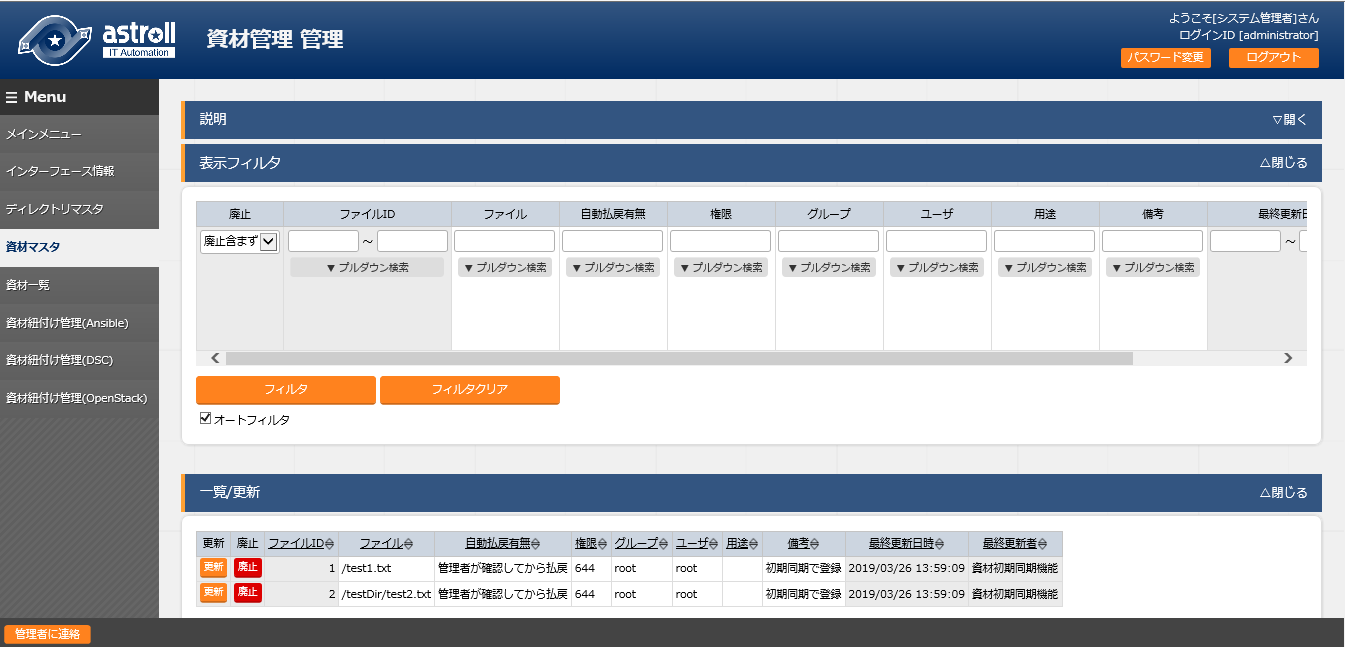 astroll
IT Automation
資材管理 管理
ようこそ[システム管理者]さん
ログインID [administrator]
パスワード変更 ログアウト
Menu
メインメニュー
インターフェース情報
ディレクトリマスタ
資材マスタ
資材一覧
資材紐付け管理(Ansible)
資材紐付け管理(DSC)
資材紐付け管理(OpenStack)
説明 ▽開く
表示フィルタ △閉じる
廃止 ファイルID ファイル 自動払戻有無 権限 グループ ユーザ 用途 備考 最終更新日
廃止含まず ~ ~
▼プルダウン検索 ▼プルダウン検索 ▼プルダウン検索 ▼プルダウン検索 ▼プルダウン検索 ▼プルダウン検索 ▼プルダウン検索 ▼プルダウン検索
フィルタ フィルタクリア
オートフィルタ
一覧/更新 △閉じる
更新 廃止 ファイルID ファイル 自動払戻有無 権限 グループ ユーザ 用途 備考 最終更新日時 最終更新者
更新 廃止 1 /test1.txt 管理者が確認してから払戻 644 root root 初期同期で登録 2019/03/26 13:59:09 資材初期同期機能
更新 廃止 2 /testDir/test2.txt 管理者が確認してから払戻 644 root root 初期同期で登録 2019/03/26 13:59:09 資材初期同期機能
管理者に連絡